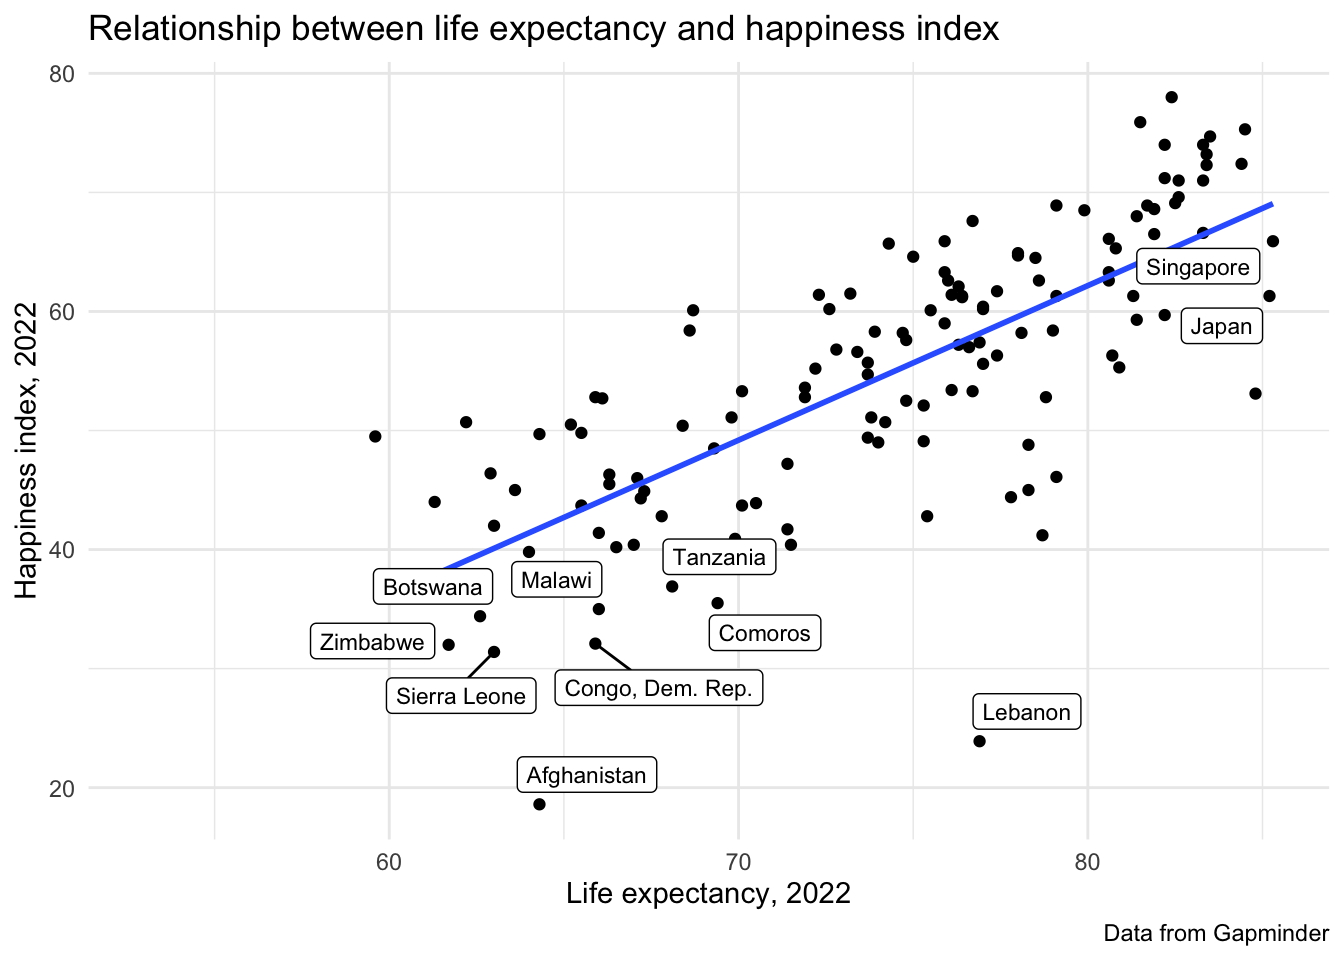 Relationship between life expectancy and happiness index
80
60
40
20
Happiness index, 2022
Singapore
Japan
Tanzania
Botswana
Malawi
Zimbabwe
Comoros
Sierra Leone
Congo, Dem. Rep.
Lebanon
Afghanistan
60
70
80
Life expectancy, 2022
Data from Gapminder